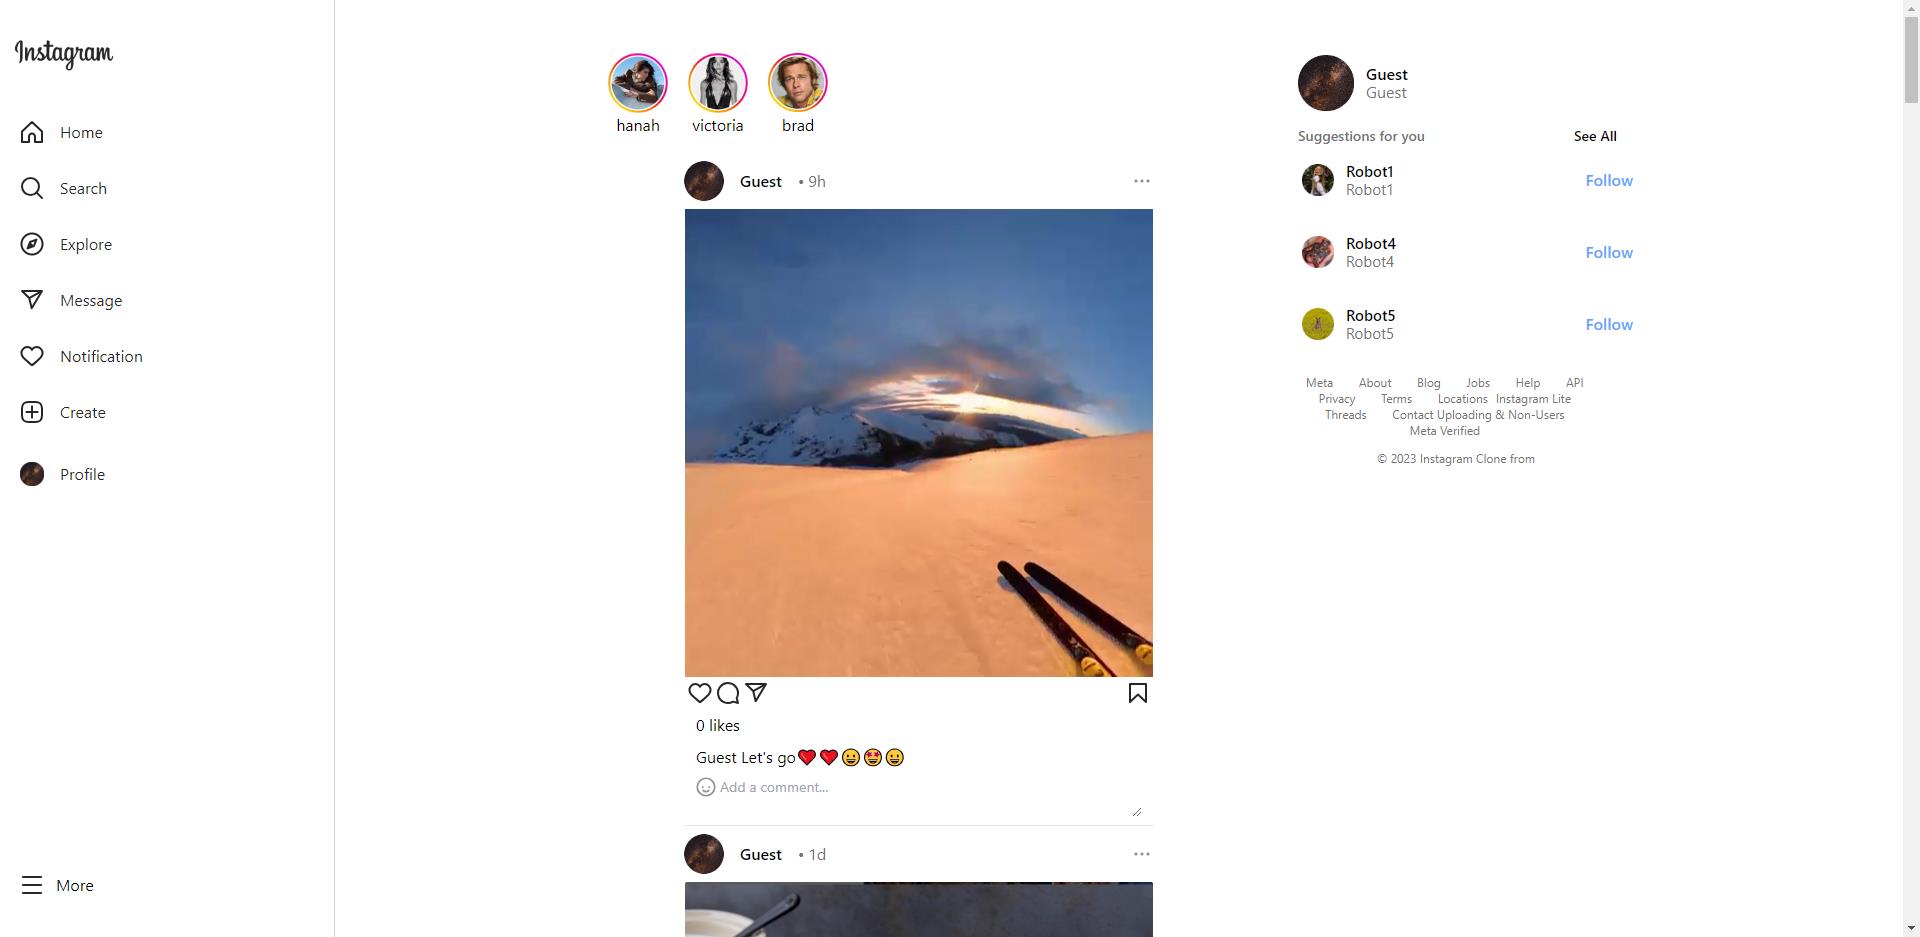 Instagram
Home
Search
Explore
Message
Notification
Create
Profile
More
hanah
victoria
brad
Guest • 9h
0 likes
Guest Let's go❤️❤️😀🤩😀
Add a comment...
Guest • 1d
Guest
Guest
Suggestions for you See All
Robot1
Robot1
Follow
Robot4
Robot4
Follow
Robot5
Robot5
Follow
Meta About Blog Jobs Help API
Privacy Terms Locations Instagram Lite
Threads Contact Uploading & Non-Users
Meta Verified
© 2023 Instagram Clone from